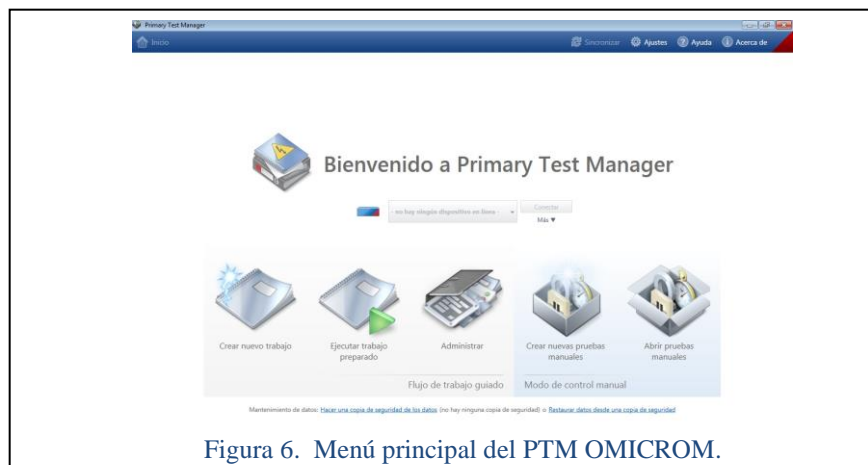 Primary Test Manager
Inicio
Sincronizar Ajustes Ayuda Acerca de
Bienvenido a Primary Test Manager
- no hay ningún dispositivo en línea - Conectar
Más ▼
Crear nuevo trabajo
Ejecutar trabajo
preparado
Administrar
Crear nuevas pruebas
manuales
Abrir pruebas
manuales
Flujo de trabajo guiado
Modo de control manual
Mantenimiento de datos: Hacer una copia de seguridad de los datos (no hay ninguna copia de seguridad) o Restaurar datos desde una copia de seguridad
Figura 6. Menú principal del PTM OMICROM.